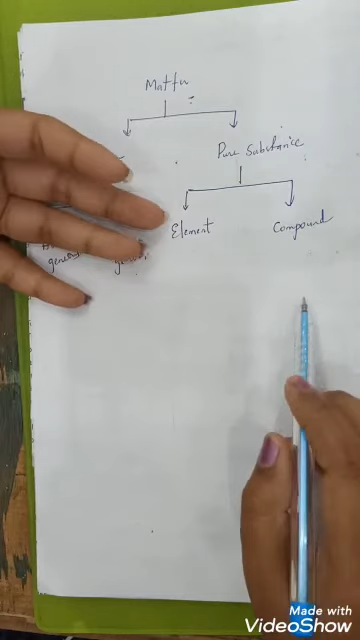 Matter
Pure Substance
Element
Compound
Made with
VideoShow